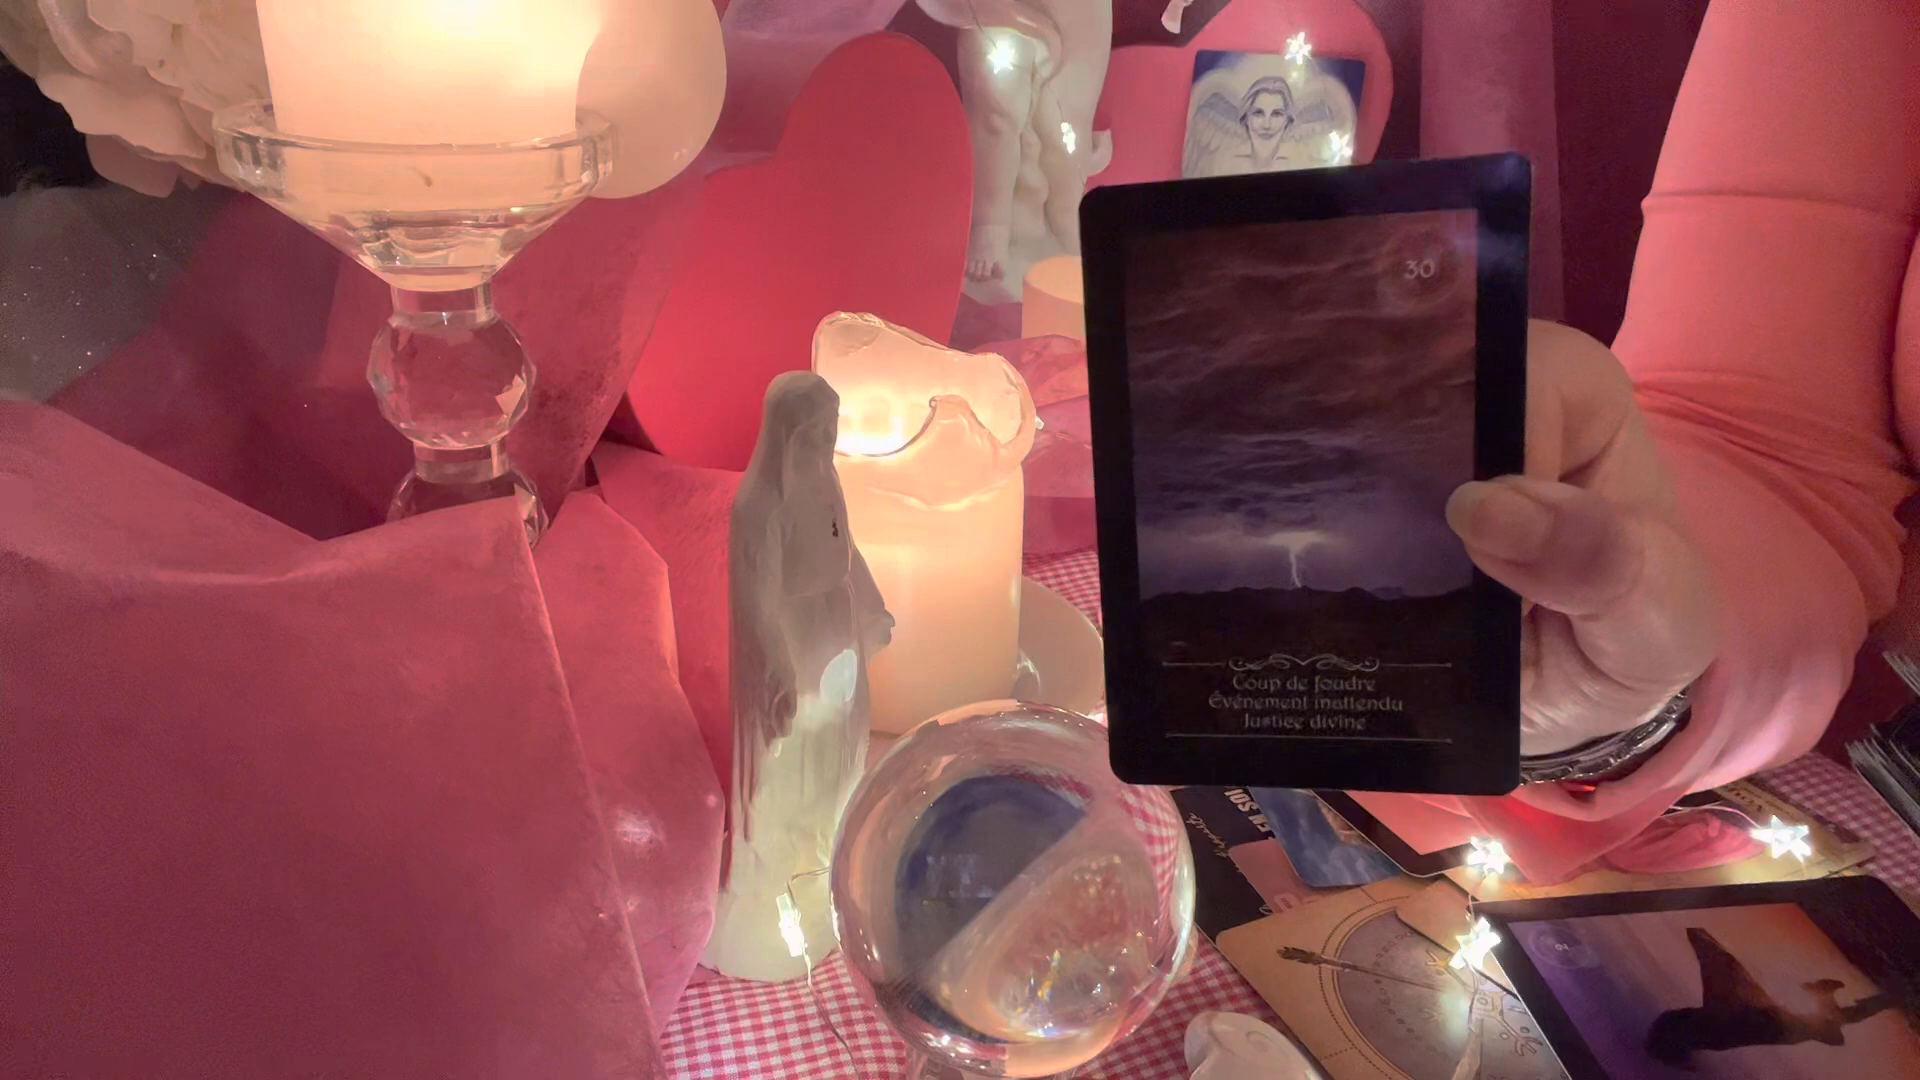 30
Coup de foudre
Événement inattendu
Justice divine